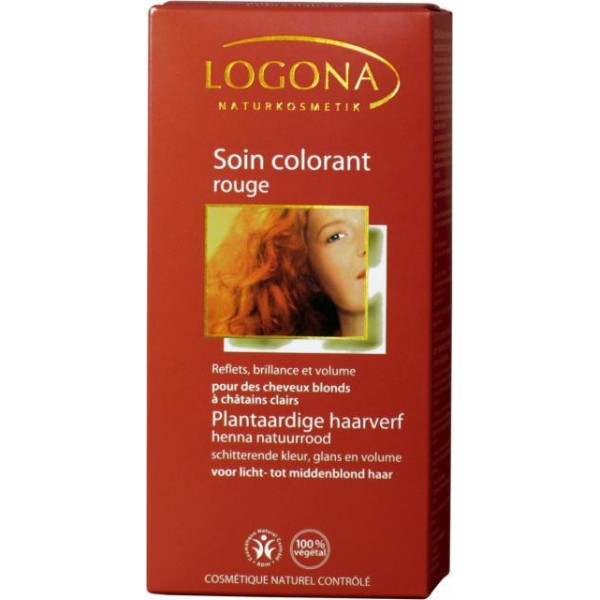 LOGONA
NATURKOSMETIK
Soin colorant
rouge
Reflets, brillance et volume
pour des cheveux blonds
à châtains clairs
Plantaardige haarverf
henna natuurrood
schitterende kleur, glans en volume
voor licht- tot middenblond haar
100%
végétal
COSMÉTIQUE NATUREL CONTRÔLÉ